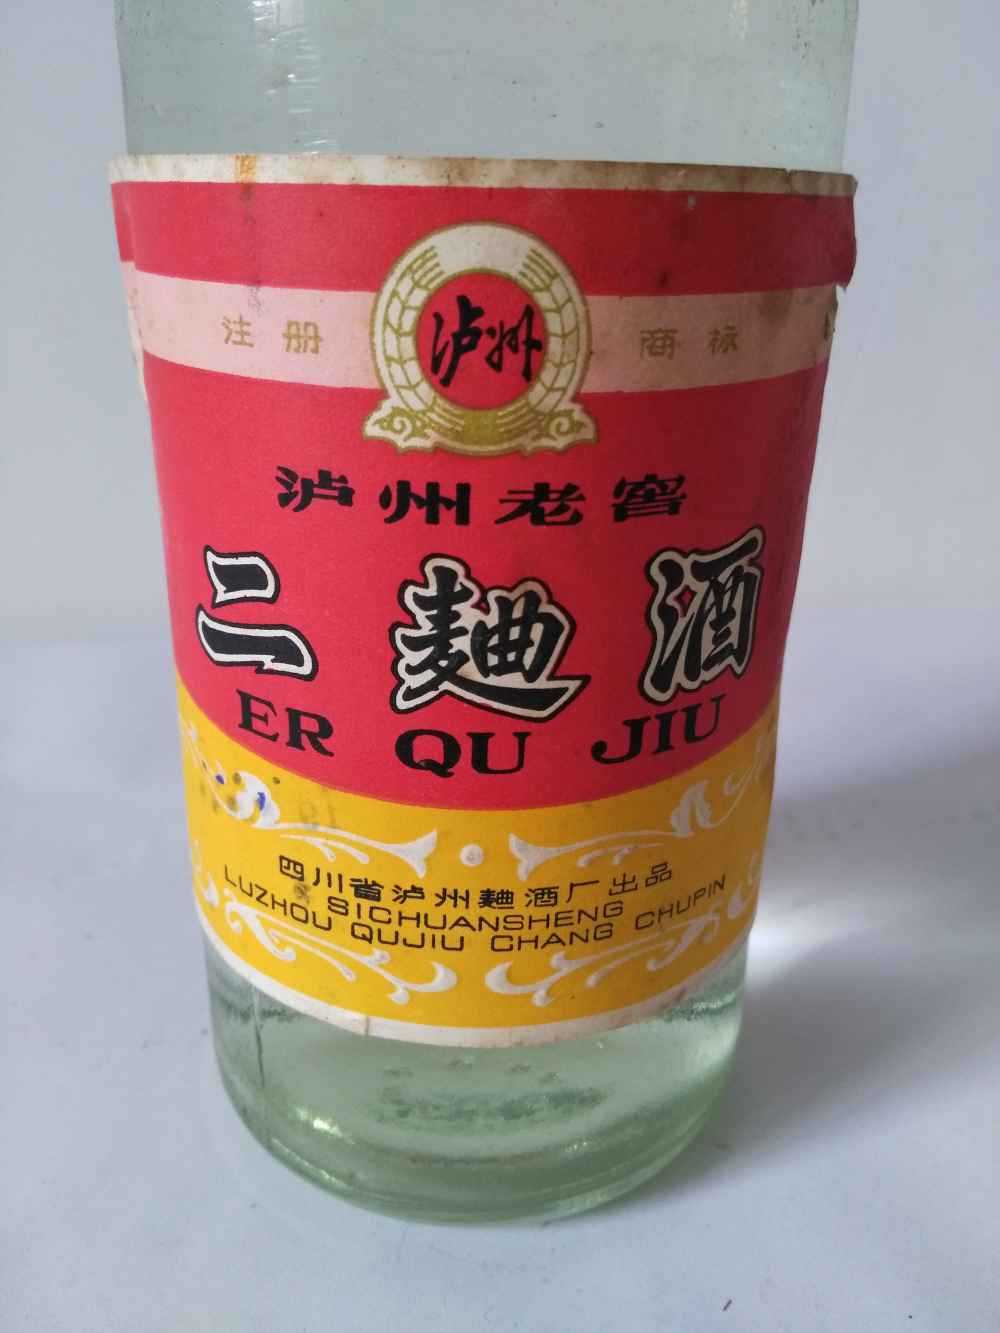 泸州
注册 商标
泸州老窖
二麯酒
ER QU JIU
四川省泸州麯酒厂出品
SICHUANSHENG
LUZHOU QUJIU CHANG CHUPIN